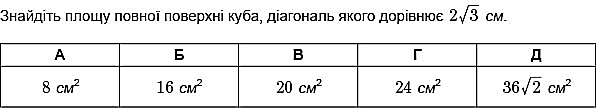 Знайдіть площу повної поверхні куба, діагональ якого дорівнює 2√3 см.
А Б В Г Д
8 см² 16 см² 20 см² 24 см² 36√2 см²